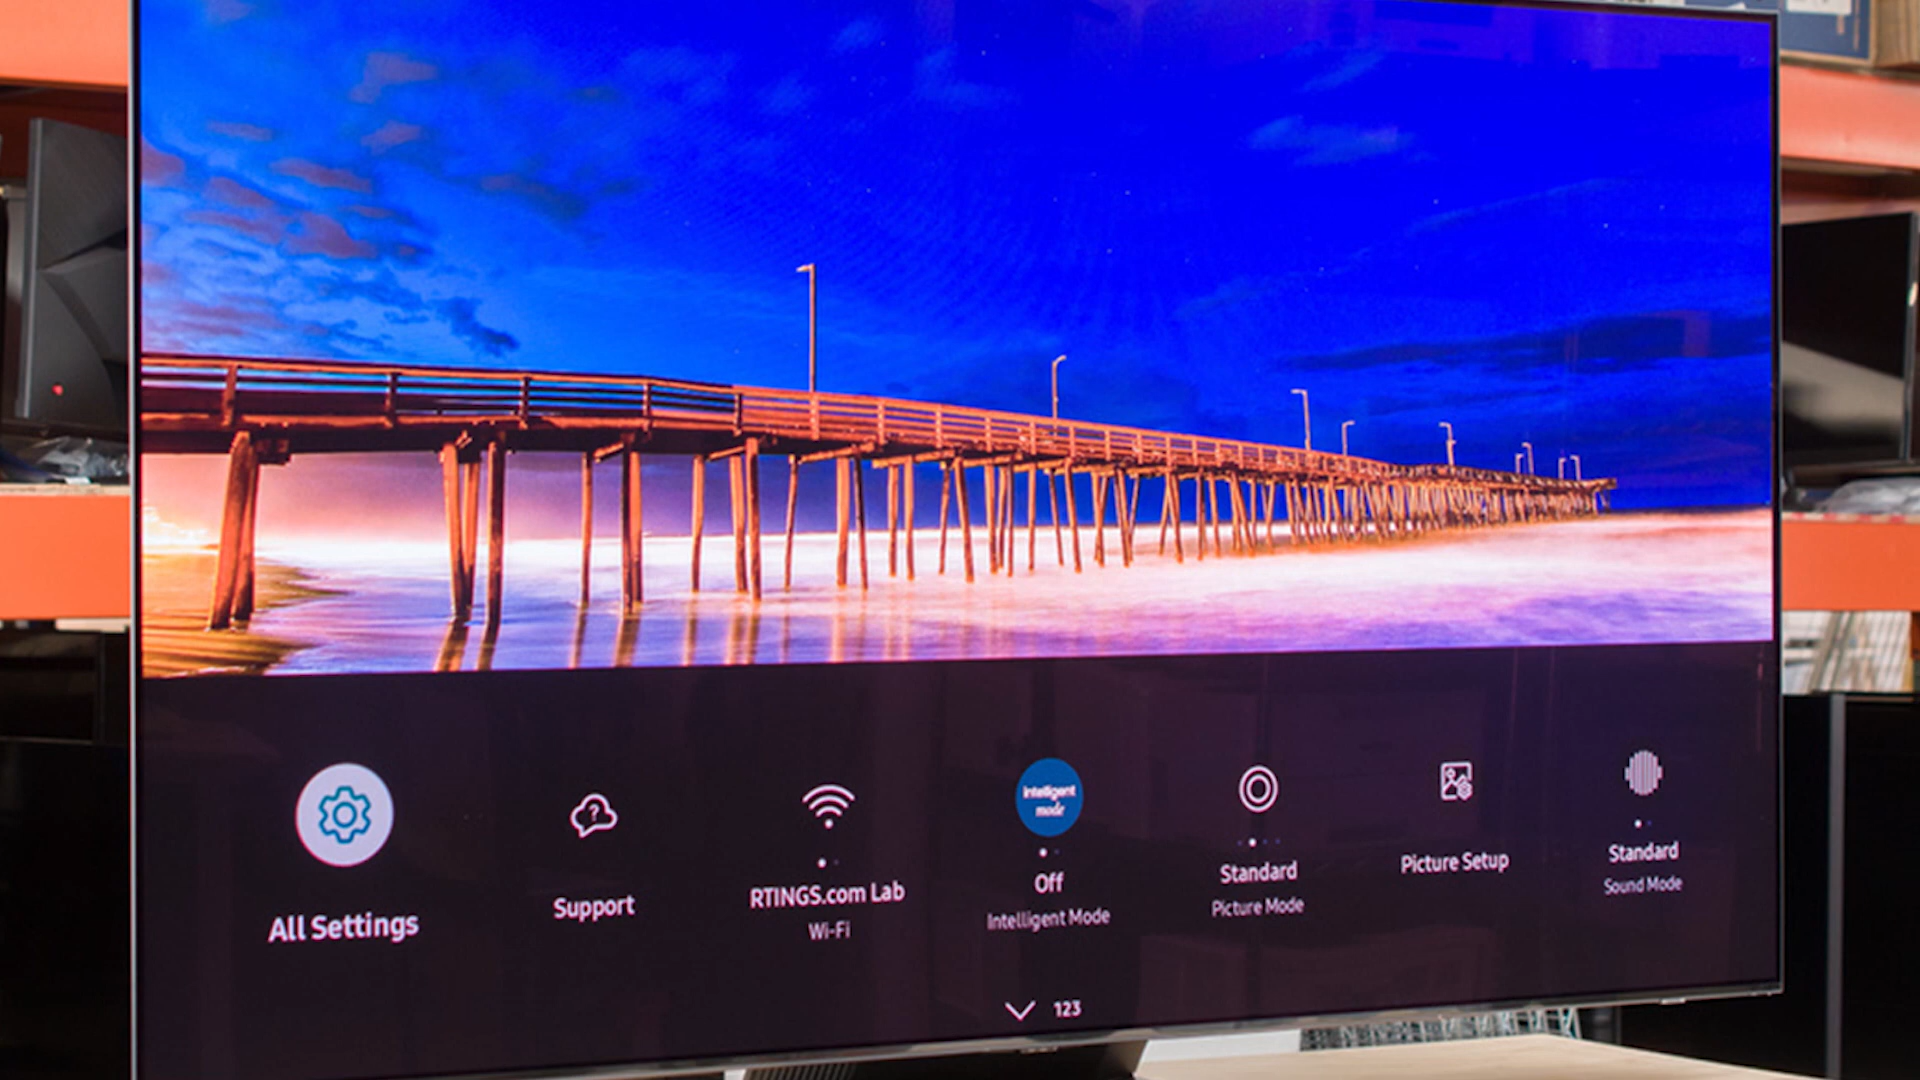 All Settings
Support
RTINGS.com Lab
Wi-Fi
intelligent
mode
Off
Intelligent Mode
Standard
Picture Mode
Picture Setup
Standard
Sound Mode
123